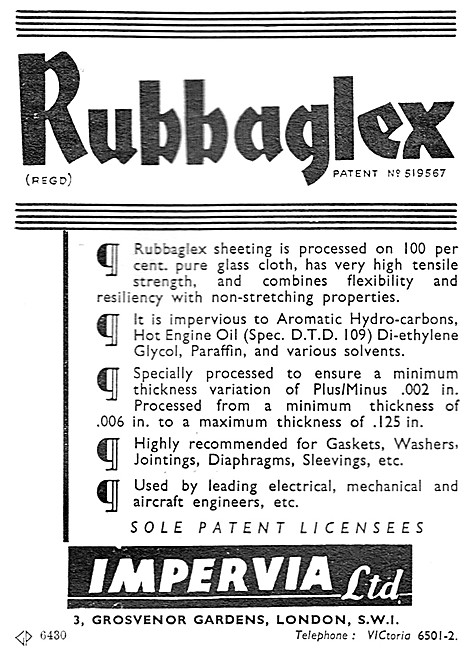 Rubbaglex
(REGD) PATENT Nº 519567
¶ Rubbaglex sheeting is processed on 100 per
cent. pure glass cloth, has very high tensile
strength, and combines flexibility and
resiliency with non-stretching properties.
¶ It is impervious to Aromatic Hydro-carbons,
Hot Engine Oil (Spec. D.T.D. 109) Di-ethylene
Glycol, Paraffin, and various solvents.
¶ Specially processed to ensure a minimum
thickness variation of Plus/Minus .002 in.
Processed from a minimum thickness of
.006 in. to a maximum thickness of .125 in.
¶ Highly recommended for Gaskets, Washers,
Jointings, Diaphragms, Sleevings, etc.
¶ Used by leading electrical, mechanical and
aircraft engineers, etc.
SOLE PATENT LICENSEES
IMPERVIA Ltd.
3, GROSVENOR GARDENS, LONDON, S.W.I.
6430 Telephone: VICtoria 6501-2.